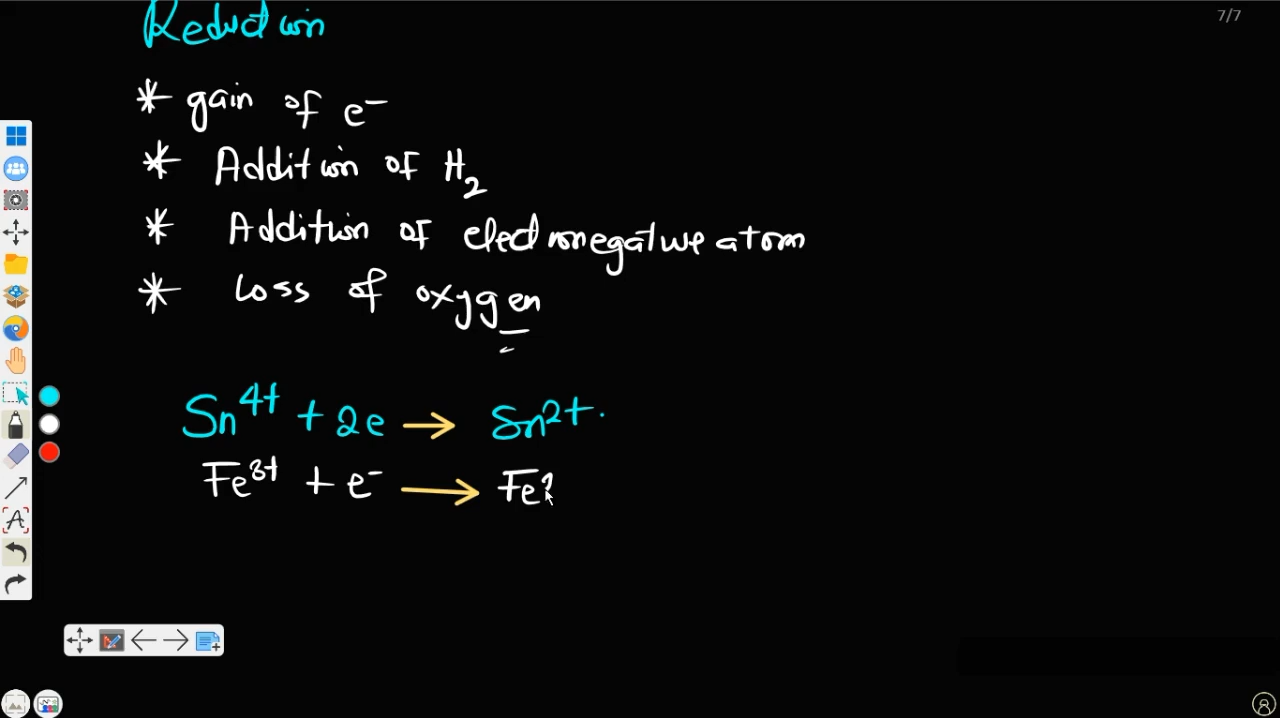 7/7
Reduction
* gain of e⁻
* Addition of H₂
* Addition of electronegative atom
* Loss of oxygen
Sn⁴⁺ + 2e → Sn²⁺.
Fe³⁺ + e⁻ → Fe²